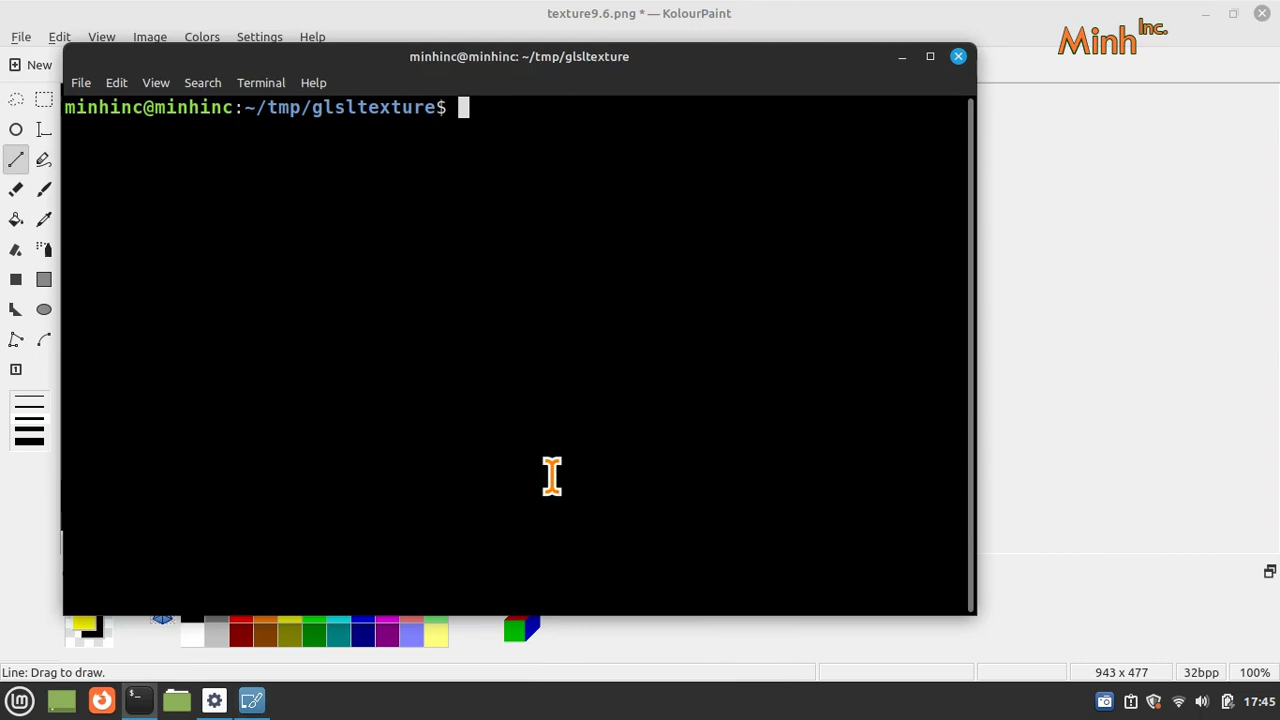 texture9.6.png * — KolourPaint
File Edit View Image Colors Settings Help
Minh Inc.
New
minhinc@minhinc: ~/tmp/glsltexture
File Edit View Search Terminal Help
minhinc@minhinc:~/tmp/glsltexture$
Line: Drag to draw.
943 x 477
32bpp
100%
17:45